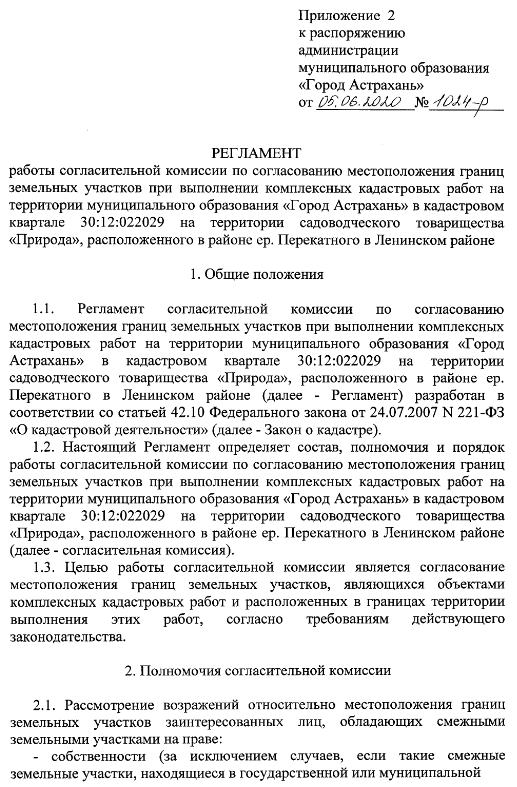 Приложение 2
к распоряжению
администрации
муниципального образования
«Город Астрахань»
от 05.06.2020 № 1024-р
РЕГЛАМЕНТ
работы согласительной комиссии по согласованию местоположения границ
земельных участков при выполнении комплексных кадастровых работ на
территории муниципального образования «Город Астрахань» в кадастровом
квартале 30:12:022029 на территории садоводческого товарищества
«Природа», расположенного в районе ер. Перекатного в Ленинском районе
1. Общие положения
1.1. Регламент согласительной комиссии по согласованию
местоположения границ земельных участков при выполнении комплексных
кадастровых работ на территории муниципального образования «Город
Астрахань» в кадастровом квартале 30:12:022029 на территории
садоводческого товарищества «Природа», расположенного в районе ер.
Перекатного в Ленинском районе (далее - Регламент) разработан в
соответствии со статьей 42.10 Федерального закона от 24.07.2007 N 221-ФЗ
«О кадастровой деятельности» (далее - Закон о кадастре).
1.2. Настоящий Регламент определяет состав, полномочия и порядок
работы согласительной комиссии по согласованию местоположения границ
земельных участков при выполнении комплексных кадастровых работ на
территории муниципального образования «Город Астрахань» в кадастровом
квартале 30:12:022029 на территории садоводческого товарищества
«Природа», расположенного в районе ер. Перекатного в Ленинском районе
(далее - согласительная комиссия).
1.3. Целью работы согласительной комиссии является согласование
местоположения границ земельных участков, являющихся объектами
комплексных кадастровых работ и расположенных в границах территории
выполнения этих работ, согласно требованиям действующего
законодательства.
2. Полномочия согласительной комиссии
2.1. Рассмотрение возражений относительно местоположения границ
земельных участков заинтересованных лиц, обладающих смежными
земельными участками на праве:
- собственности (за исключением случаев, если такие смежные
земельные участки, находящиеся в государственной или муниципальной